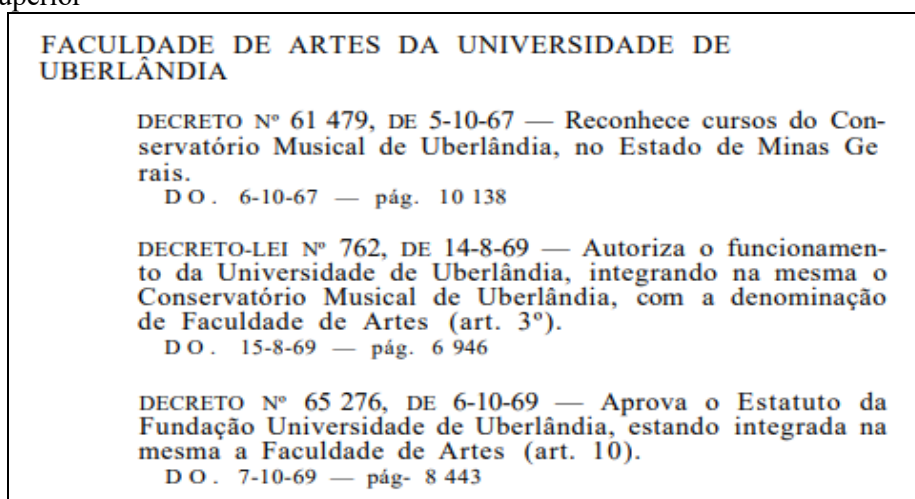 uperior
FACULDADE DE ARTES DA UNIVERSIDADE DE
UBERLÂNDIA
DECRETO Nº 61 479, DE 5-10-67 — Reconhece cursos do Con-
servatório Musical de Uberlândia, no Estado de Minas Ge
rais.
D O . 6-10-67 — pág. 10 138
DECRETO-LEI Nº 762, DE 14-8-69 — Autoriza o funcionamen-
to da Universidade de Uberlândia, integrando na mesma o
Conservatório Musical de Uberlândia, com a denominação
de Faculdade de Artes (art. 3º).
D O . 15-8-69 — pág. 6 946
DECRETO Nº 65 276, DE 6-10-69 — Aprova o Estatuto da
Fundação Universidade de Uberlândia, estando integrada na
mesma a Faculdade de Artes (art. 10).
D O . 7-10-69 — pág- 8 443